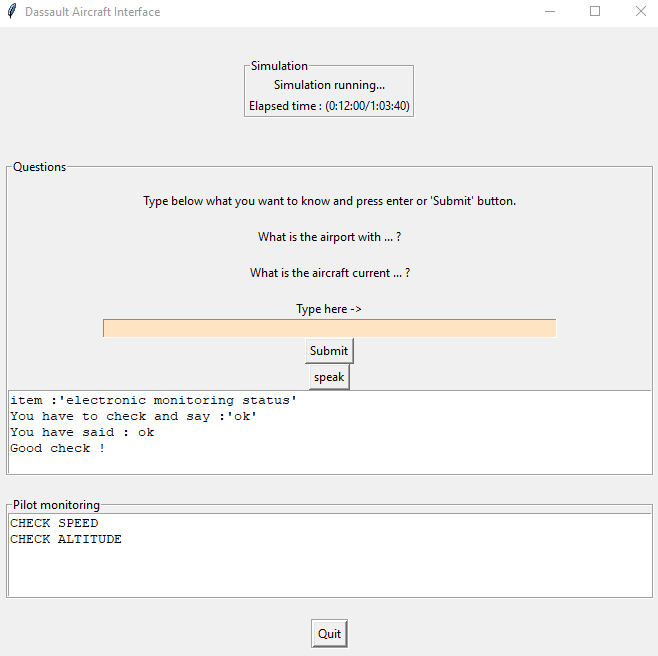 Dassault Aircraft Interface
Simulation
Simulation running...
Elapsed time : (0:12:00/1:03:40)
Questions
Type below what you want to know and press enter or 'Submit' button.
What is the airport with ... ?
What is the aircraft current ... ?
Type here ->
Submit
speak
item :'electronic monitoring status'
You have to check and say :'ok'
You have said : ok
Good check !
Pilot monitoring
CHECK SPEED
CHECK ALTITUDE
Quit